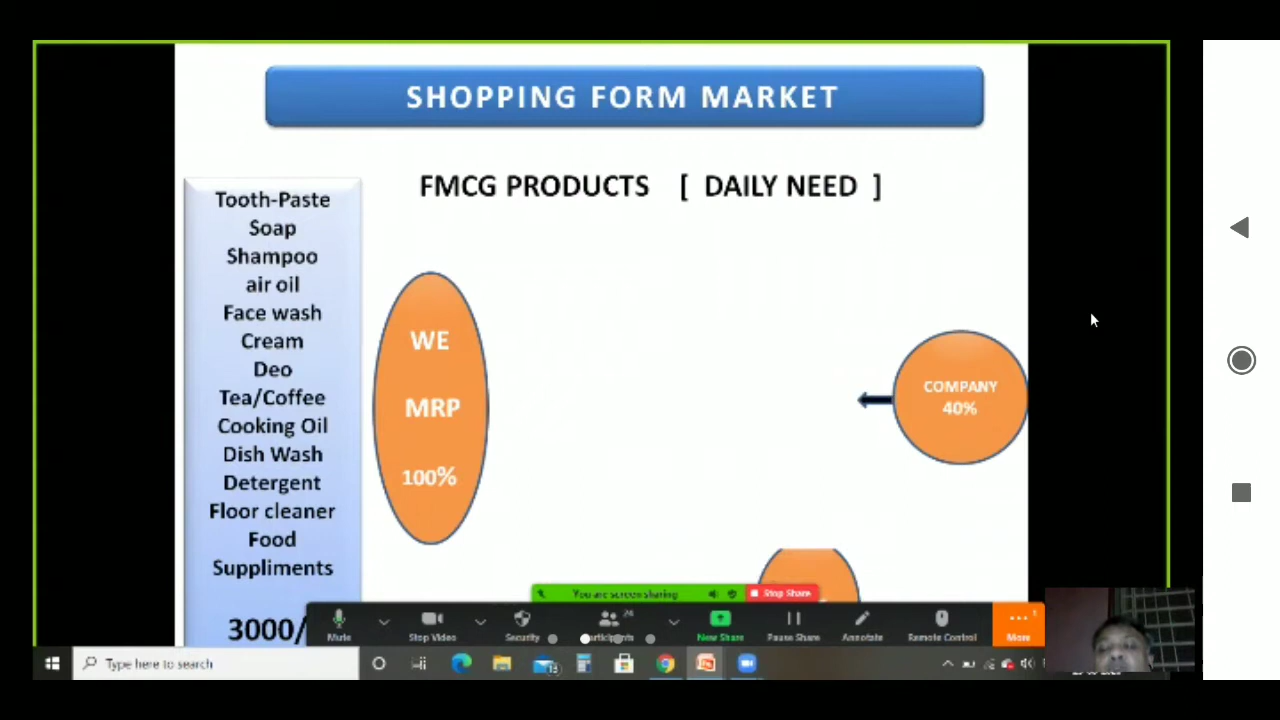 SHOPPING FORM MARKET
FMCG PRODUCTS [ DAILY NEED ]
Tooth-Paste
Soap
Shampoo
air oil
Face wash
Cream
Deo
Tea/Coffee
Cooking Oil
Dish Wash
Detergent
Floor cleaner
Food
Suppliments
3000/
WE
MRP
100%
COMPANY
40%
You are screen sharing
Stop Share
Mute
Stop Video
Security
24
New Share
Pause Share
Annotate
Remote Control
More
Type here to search